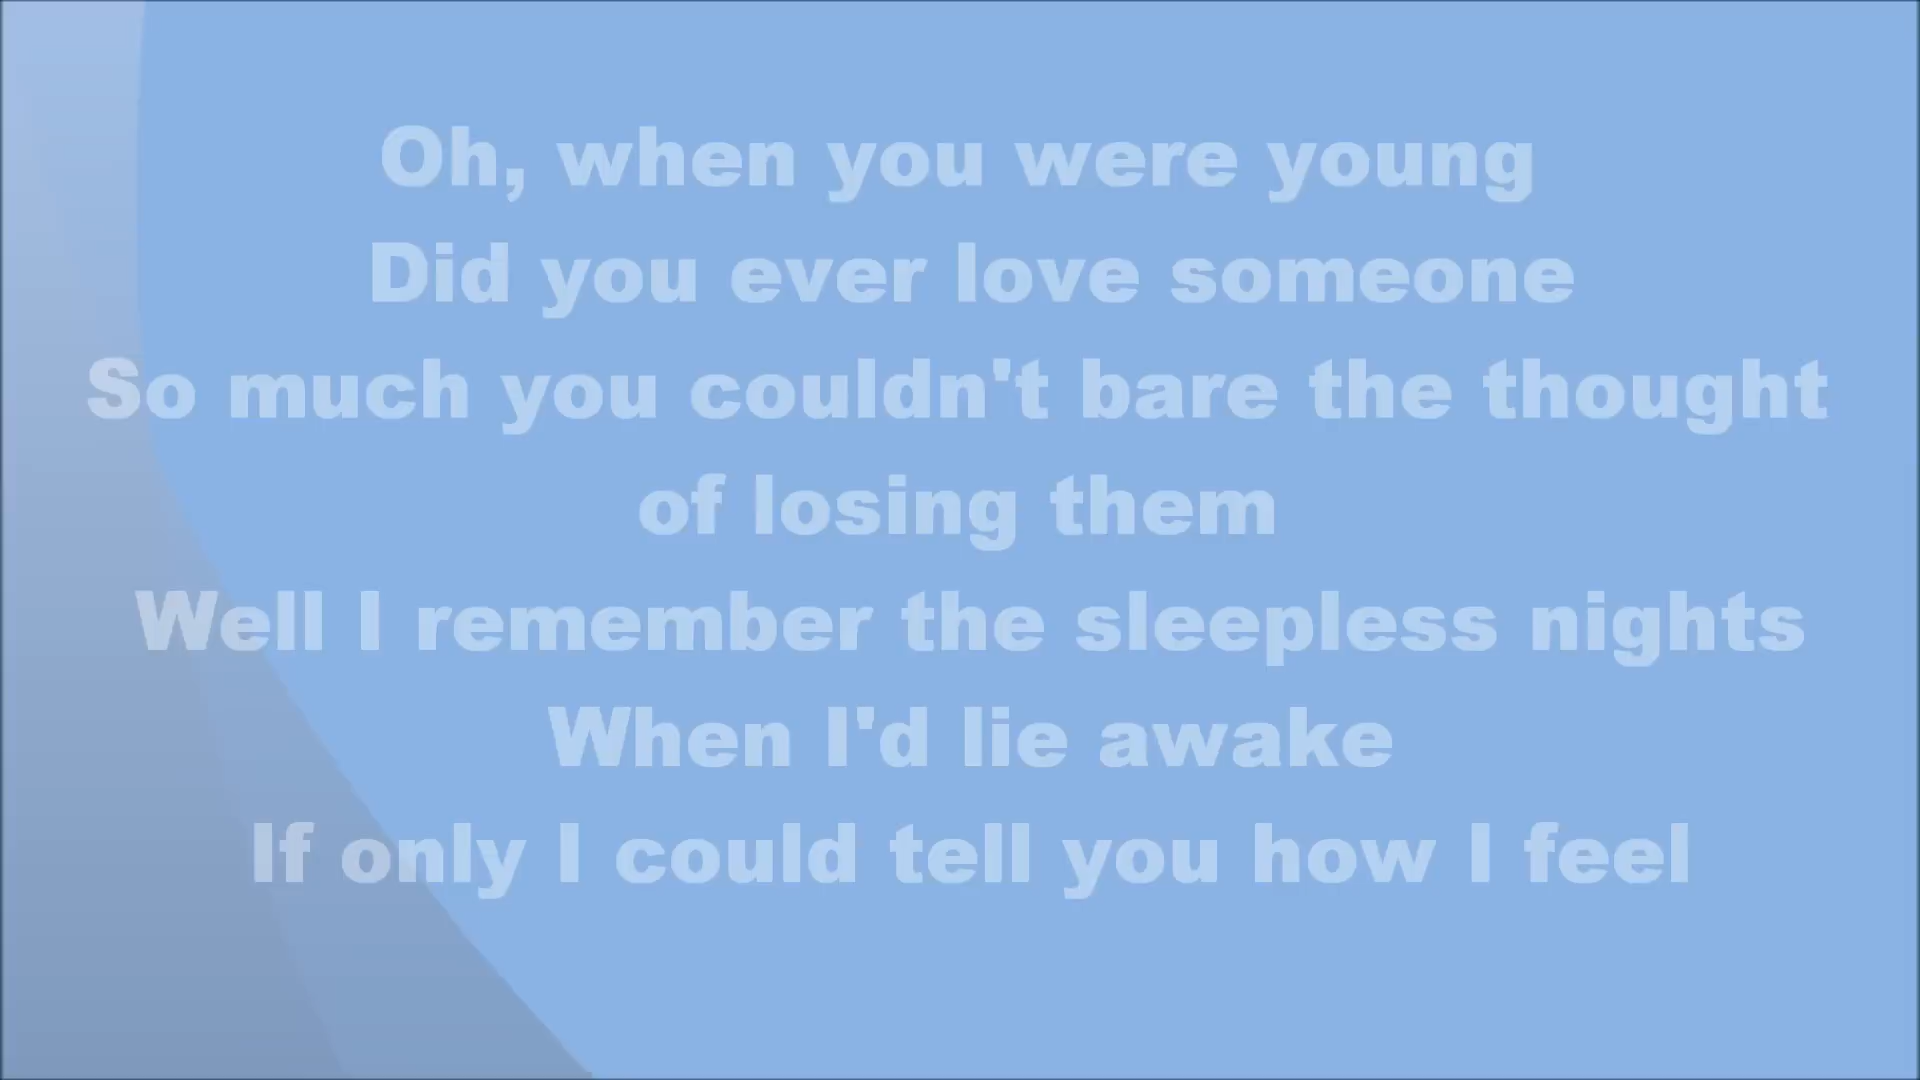 Oh, when you were young
Did you ever love someone
So much you couldn't bare the thought
of losing them
Well I remember the sleepless nights
When I'd lie awake
If only I could tell you how I feel